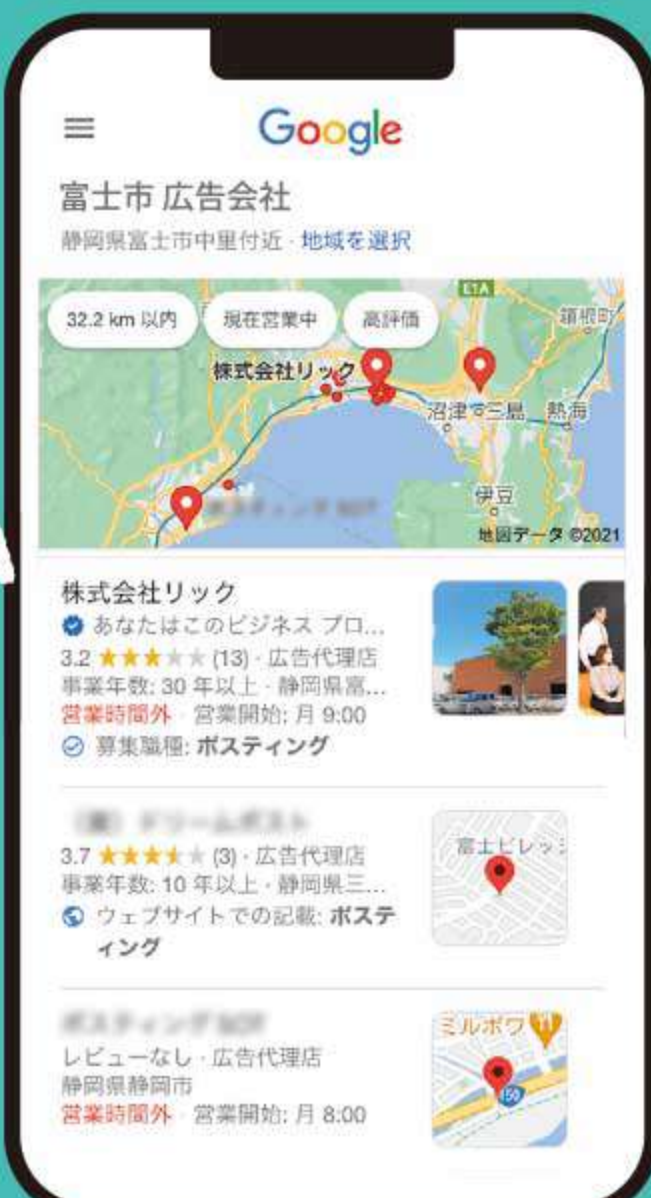 Google
富士市 広告会社
静岡県富士市中里付近・地域を選択
32.2 km 以内 現在営業中 高評価
E1A
箱根町
株式会社リック
沼津 三島 熱海
伊豆
地図データ ©2021
株式会社リック
あなたはこのビジネス プロ...
3.2 ★★★★★ (13)・広告代理店
事業年数: 30 年以上・静岡県富...
営業時間外・営業開始: 月 9:00
募集職種: ポスティング
3.7 ★★★★★ (3)・広告代理店
事業年数: 10 年以上・静岡県三...
ウェブサイトでの記載: ポステ
ィング
富士ビレッジ
レビューなし・広告代理店
静岡県静岡市
営業時間外・営業開始: 月 8:00
ミルポワ
150